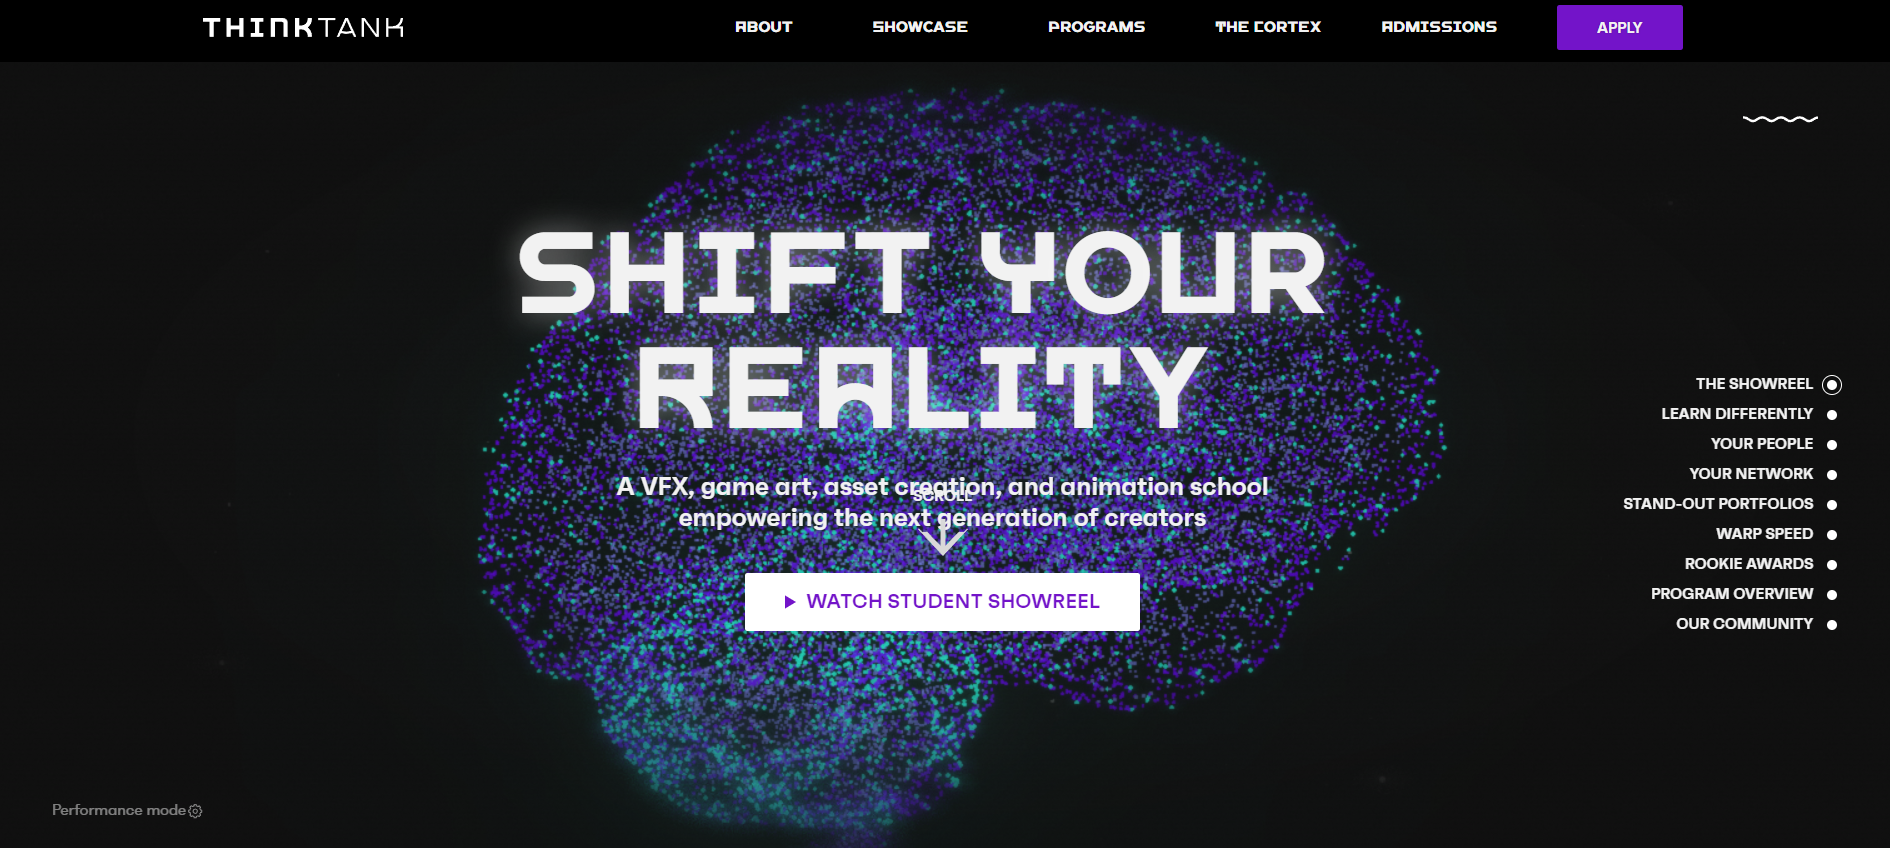 THINKTANK
ABOUT
SHOWCASE
PROGRAMS
THE CORTEX
ADMISSIONS
APPLY
SHIFT YOUR
REALITY
A VFX, game art, asset creation, and animation school
empowering the next generation of creators
SCROLL
WATCH STUDENT SHOWREEL
THE SHOWREEL
LEARN DIFFERENTLY
YOUR PEOPLE
YOUR NETWORK
STAND-OUT PORTFOLIOS
WARP SPEED
ROOKIE AWARDS
PROGRAM OVERVIEW
OUR COMMUNITY
Performance mode